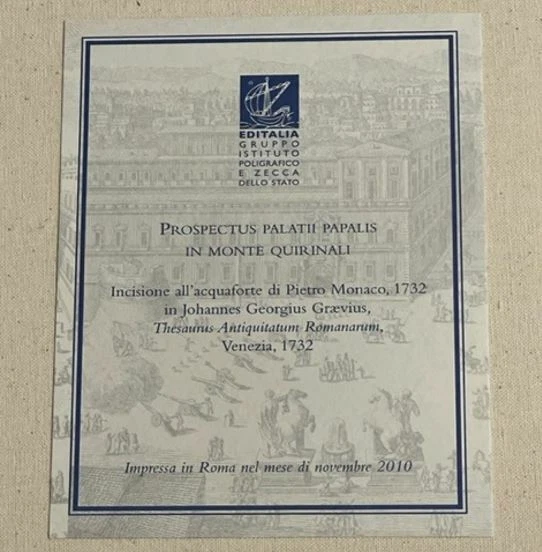 EDITALIA
GRUPPO
ISTITUTO
POLIGRAFICO
E ZECCA
DELLO STATO
PROSPECTUS PALATII PAPALIS
IN MONTE QUIRINALI
Incisione all'acquaforte di Pietro Monaco, 1732
in Johannes Georgius Grævius,
Thesaurus Antiquitatum Romanarum,
Venezia, 1732
Impressa in Roma nel mese di novembre 2010